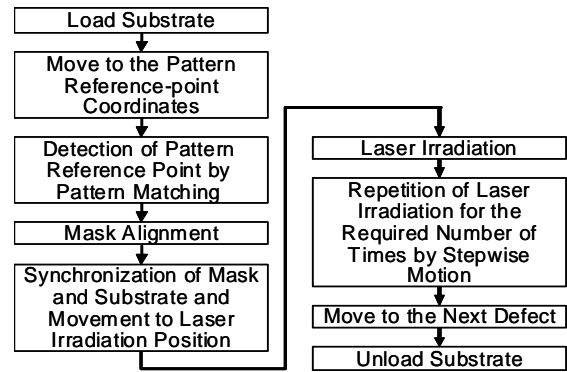 Load Substrate
Move to the Pattern
Reference-point
Coordinates
Detection of Pattern
Reference Point by
Pattern Matching
Mask Alignment
Synchronization of Mask
and Substrate and
Movement to Laser
Irradiation Position
Laser Irradiation
Repetition of Laser
Irradiation for the
Required Number of
Times by Stepwise
Motion
Move to the Next Defect
Unload Substrate